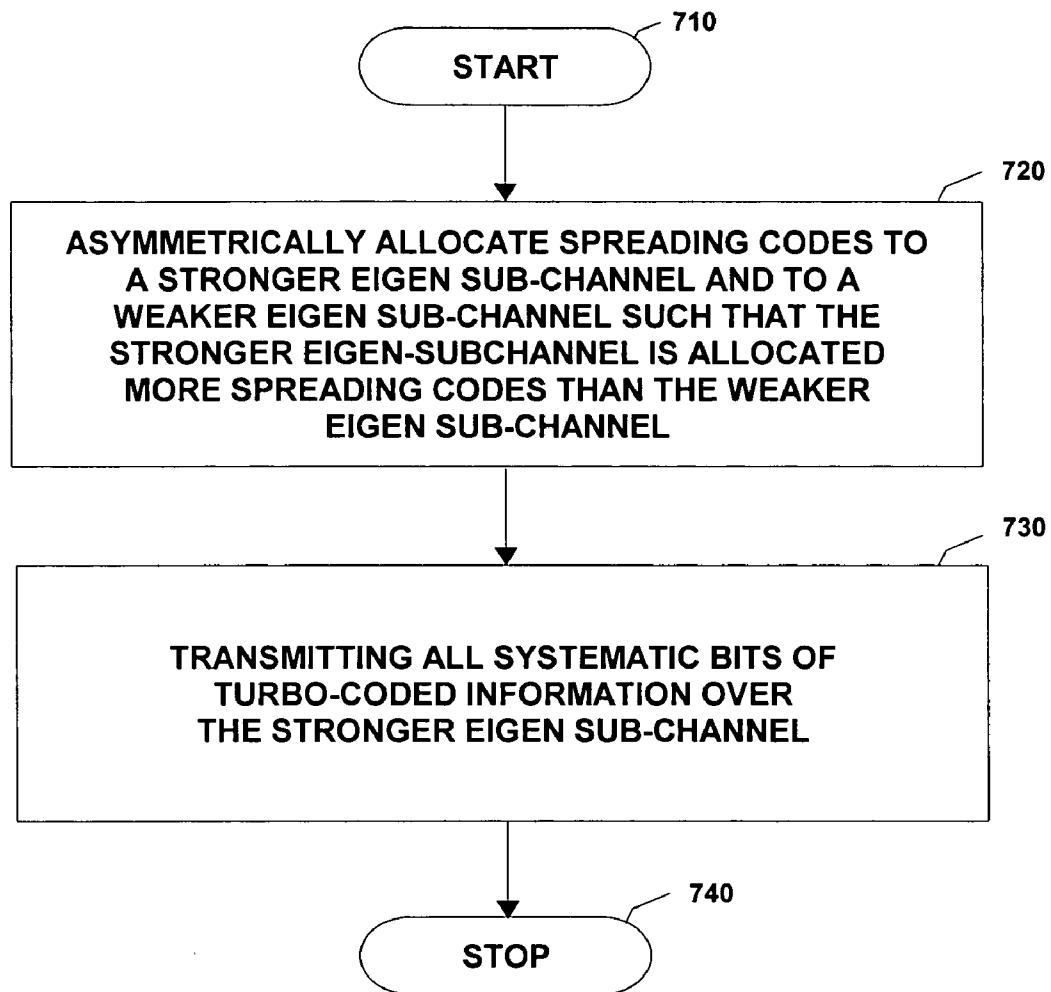 710
START
720
ASYMMETRICALLY ALLOCATE SPREADING CODES TO
A STRONGER EIGEN SUB-CHANNEL AND TO A
WEAKER EIGEN SUB-CHANNEL SUCH THAT THE
STRONGER EIGEN-SUBCHANNEL IS ALLOCATED
MORE SPREADING CODES THAN THE WEAKER
EIGEN SUB-CHANNEL
730
TRANSMITTING ALL SYSTEMATIC BITS OF
TURBO-CODED INFORMATION OVER
THE STRONGER EIGEN SUB-CHANNEL
740
STOP